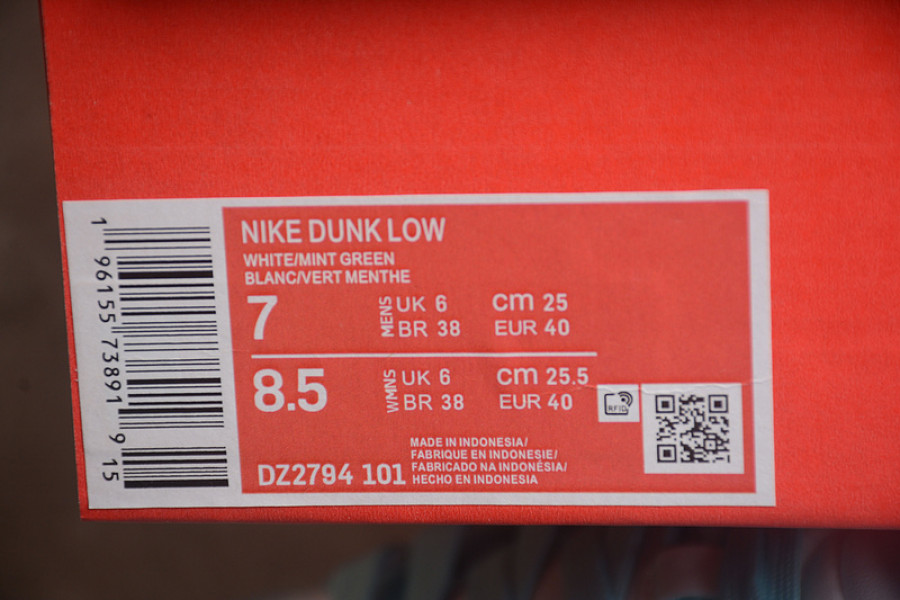 NIKE DUNK LOW
WHITE/MINT GREEN
BLANC/VERT MENTHE
7 MENS UK 6 cm 25
BR 38 EUR 40
8.5 WMNS UK 6 cm 25.5
BR 38 EUR 40
RFID
MADE IN INDONESIA/
FABRIQUE EN INDONESIE/
FABRICADO NA INDONÉSIA/
HECHO EN INDONESIA
DZ2794 101
1 96155 73891 9 15